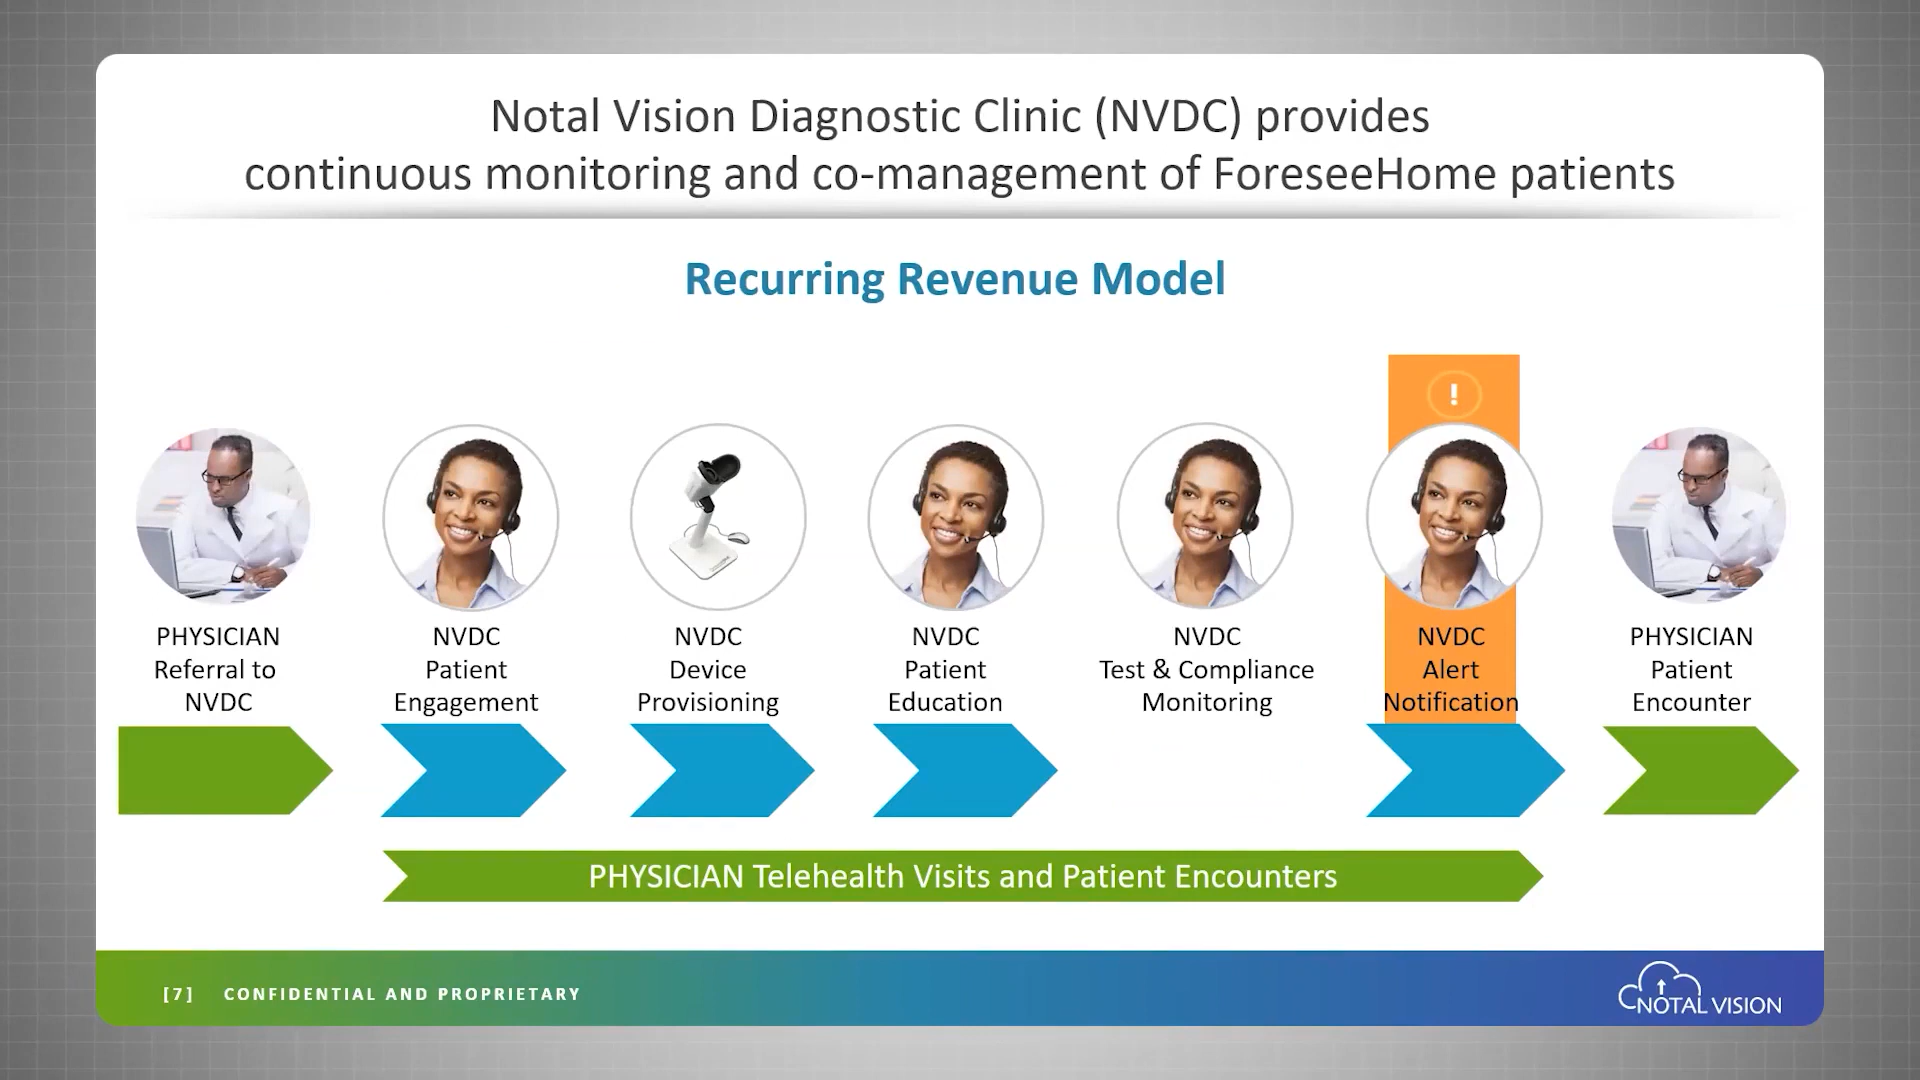 Notal Vision Diagnostic Clinic (NVDC) provides
continuous monitoring and co-management of ForeseeHome patients
Recurring Revenue Model
!
PHYSICIAN
Referral to
NVDC
NVDC
Patient
Engagement
NVDC
Device
Provisioning
NVDC
Patient
Education
NVDC
Test & Compliance
Monitoring
NVDC
Alert
Notification
PHYSICIAN
Patient
Encounter
PHYSICIAN Telehealth Visits and Patient Encounters
[7] CONFIDENTIAL AND PROPRIETARY
NOTAL VISION